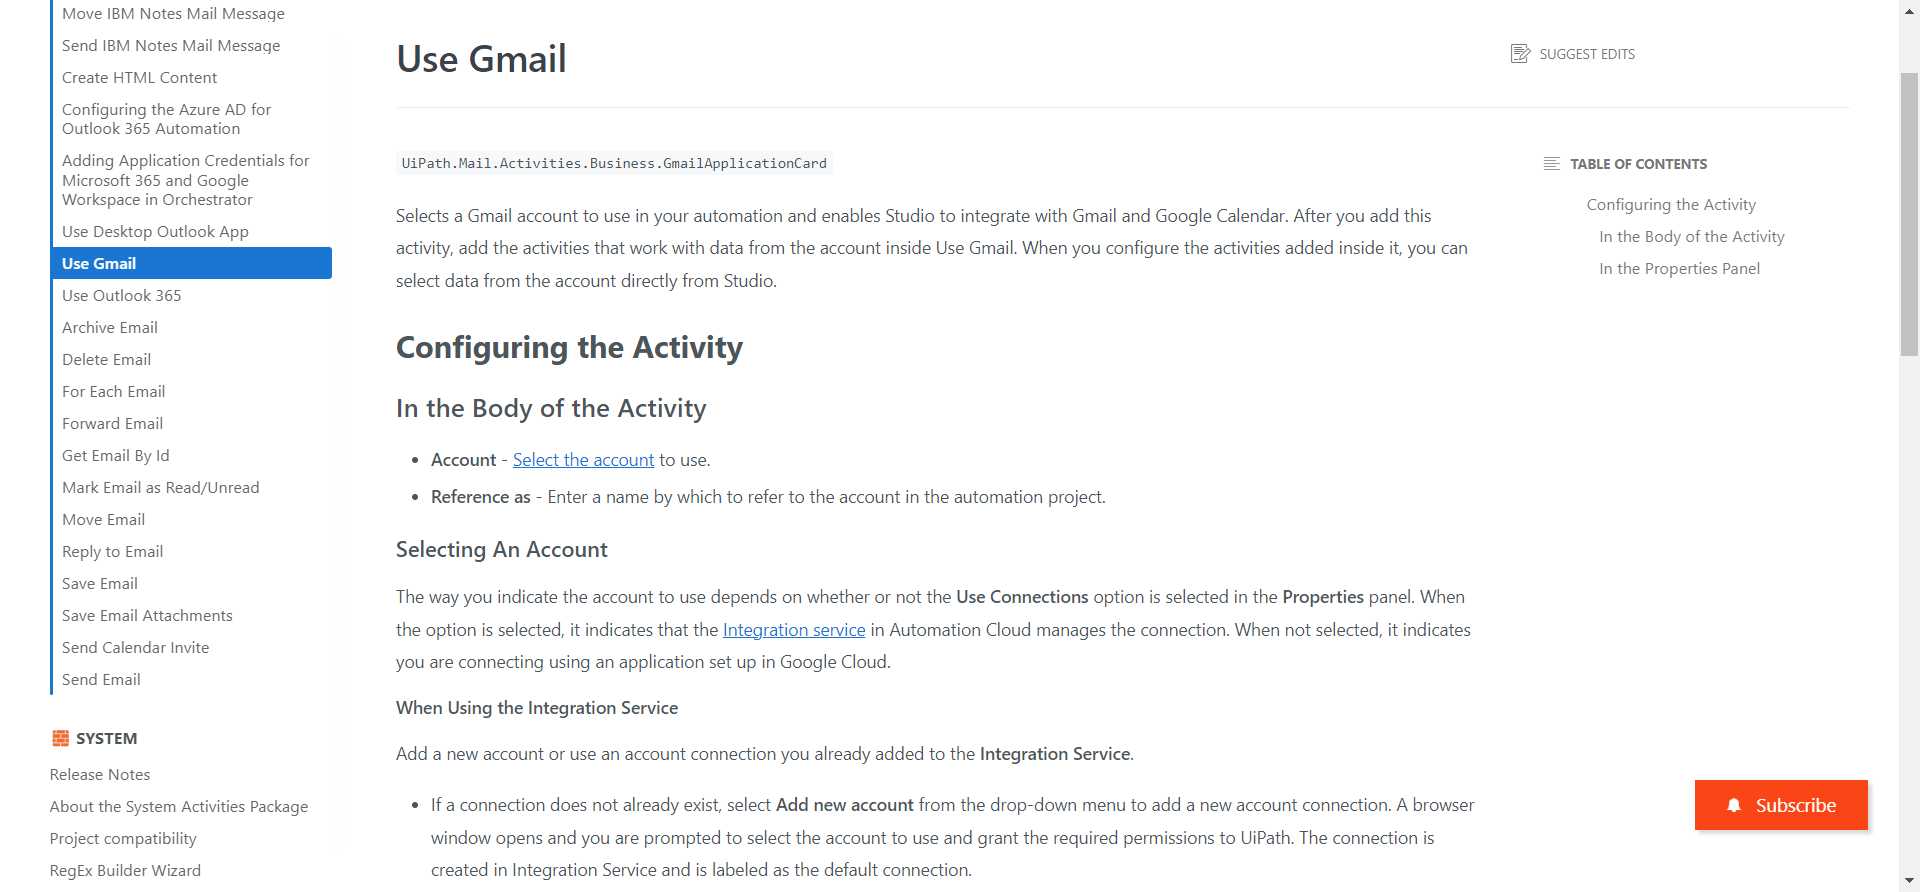 Move IBM Notes Mail Message
Send IBM Notes Mail Message
Create HTML Content
Configuring the Azure AD for
Outlook 365 Automation
Adding Application Credentials for
Microsoft 365 and Google
Workspace in Orchestrator
Use Desktop Outlook App
Use Gmail
Use Outlook 365
Archive Email
Delete Email
For Each Email
Forward Email
Get Email By Id
Mark Email as Read/Unread
Move Email
Reply to Email
Save Email
Save Email Attachments
Send Calendar Invite
Send Email
SYSTEM
Release Notes
About the System Activities Package
Project compatibility
RegEx Builder Wizard
Use Gmail
SUGGEST EDITS
UiPath.Mail.Activities.Business.GmailApplicationCard
Selects a Gmail account to use in your automation and enables Studio to integrate with Gmail and Google Calendar. After you add this
activity, add the activities that work with data from the account inside Use Gmail. When you configure the activities added inside it, you can
select data from the account directly from Studio.
Configuring the Activity
In the Body of the Activity
• Account - Select the account to use.
• Reference as - Enter a name by which to refer to the account in the automation project.
Selecting An Account
The way you indicate the account to use depends on whether or not the Use Connections option is selected in the Properties panel. When
the option is selected, it indicates that the Integration service in Automation Cloud manages the connection. When not selected, it indicates
you are connecting using an application set up in Google Cloud.
When Using the Integration Service
Add a new account or use an account connection you already added to the Integration Service.
• If a connection does not already exist, select Add new account from the drop-down menu to add a new account connection. A browser
window opens and you are prompted to select the account to use and grant the required permissions to UiPath. The connection is
created in Integration Service and is labeled as the default connection.
TABLE OF CONTENTS
Configuring the Activity
In the Body of the Activity
In the Properties Panel
Subscribe